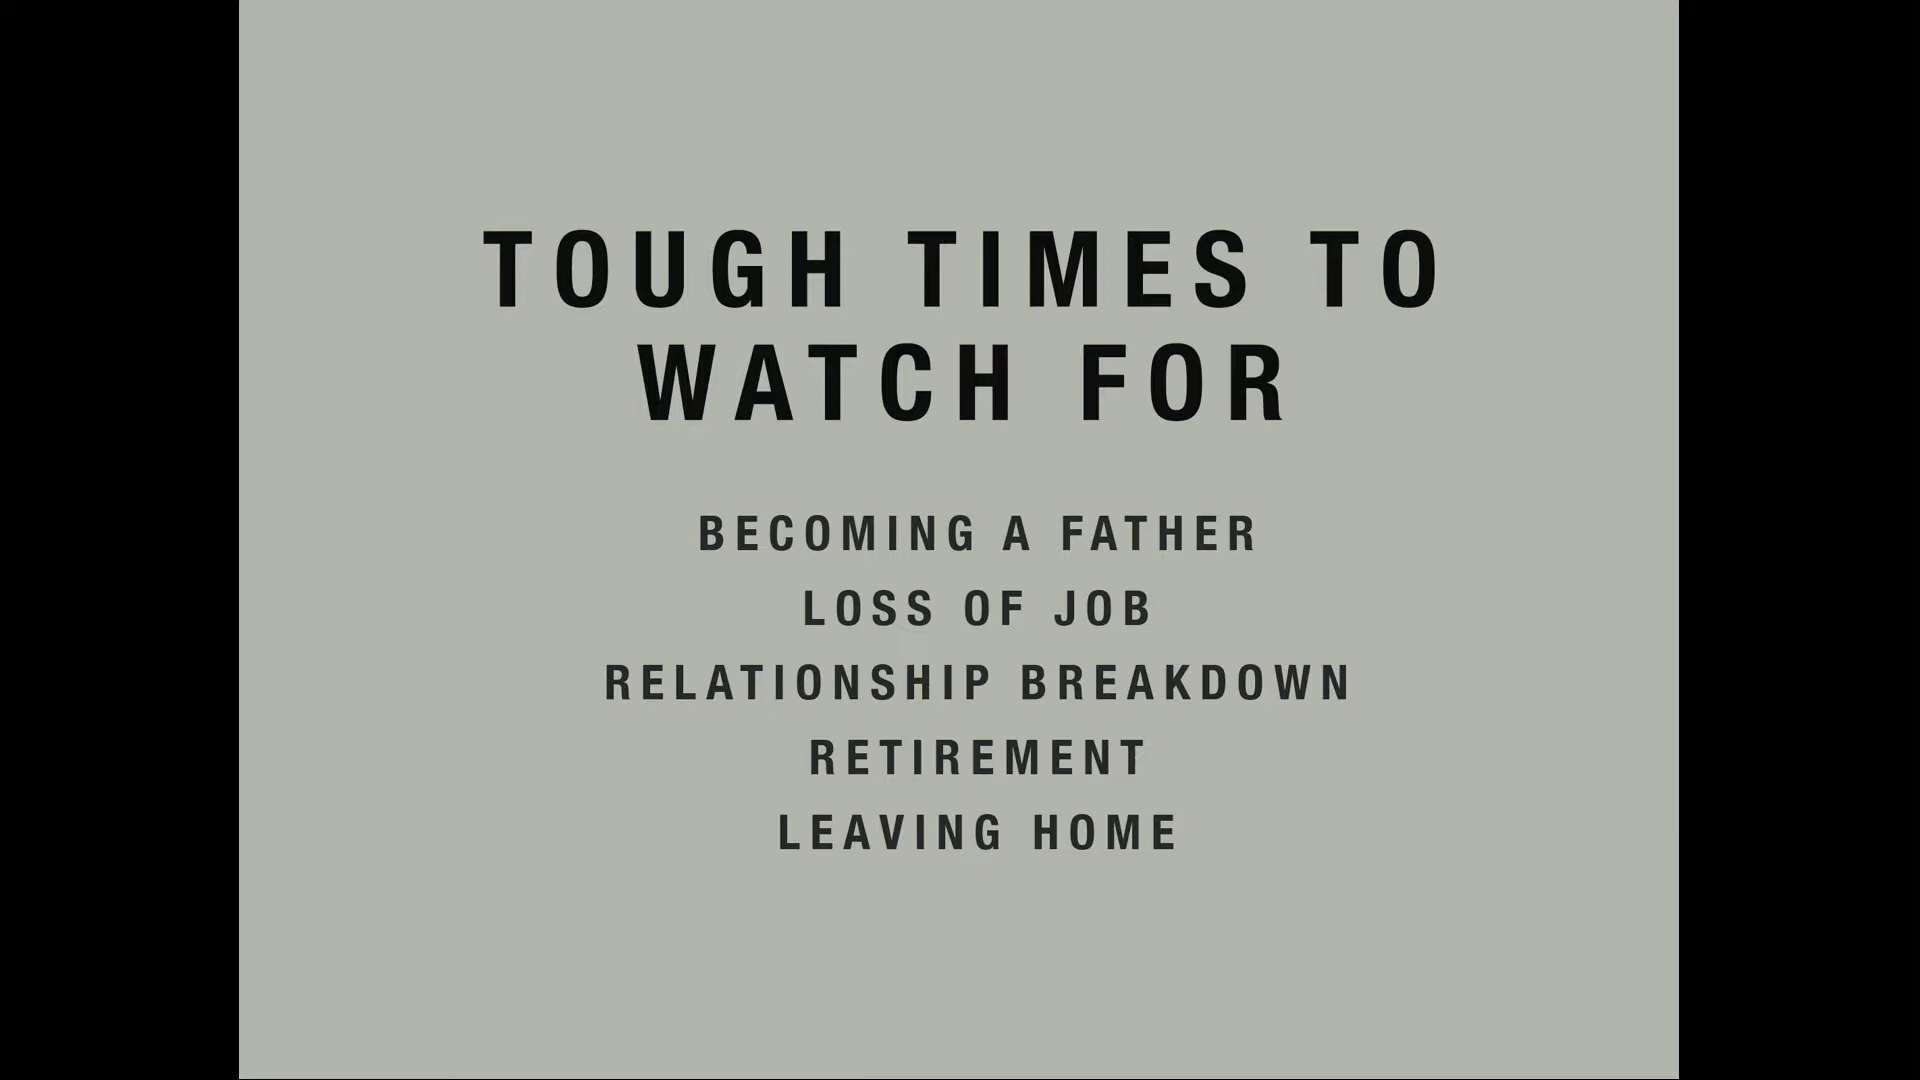 TOUGH TIMES TO
WATCH FOR
BECOMING A FATHER
LOSS OF JOB
RELATIONSHIP BREAKDOWN
RETIREMENT
LEAVING HOME